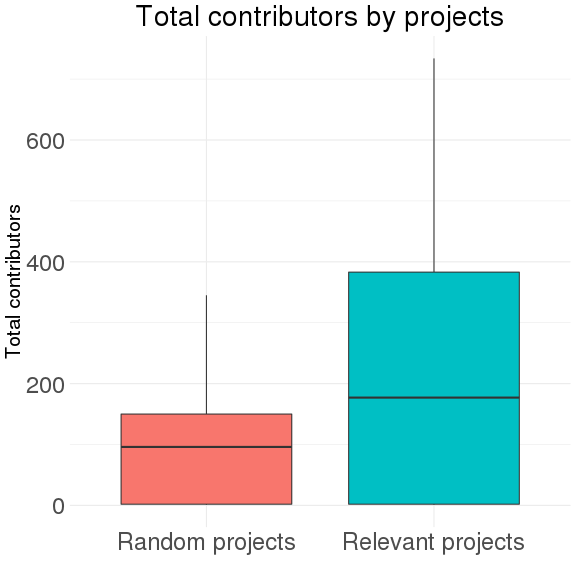 Total contributors by projects
Total contributors
600
400
200
0
Random projects
Relevant projects